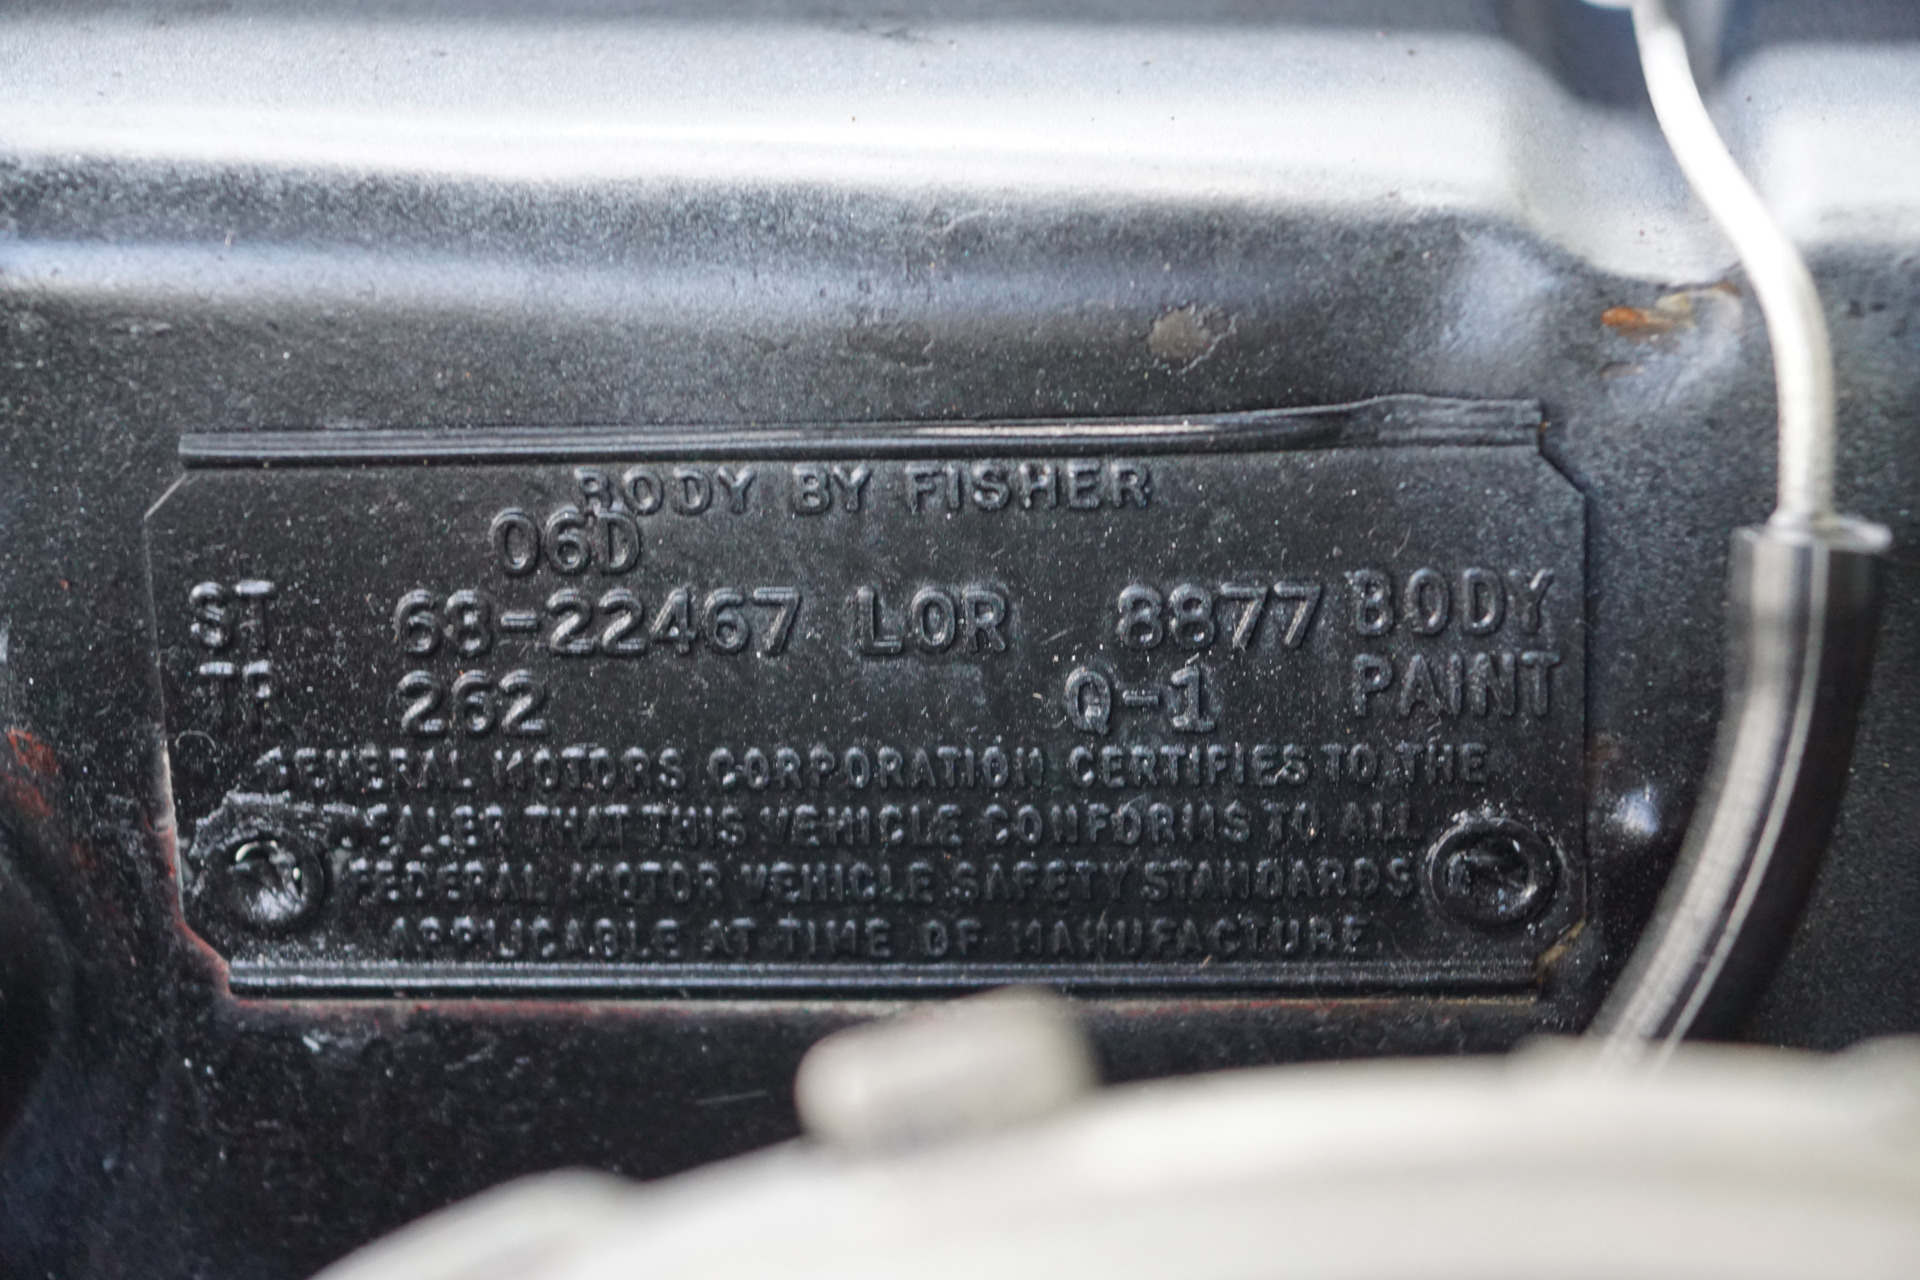 BODY BY FISHER
06D
ST 68-22467 LOR 8877 BODY
TR 262 Q-1 PAINT
GENERAL MOTORS CORPORATION CERTIFIES TO THE
DEALER THAT THIS VEHICLE CONFORMS TO ALL
FEDERAL MOTOR VEHICLE SAFETY STANDARDS
APPLICABLE AT TIME OF MANUFACTURE.